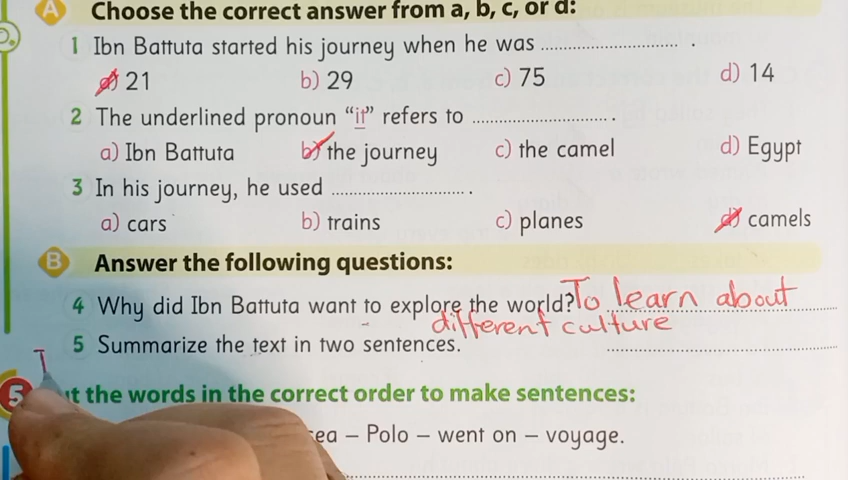 A Choose the correct answer from a, b, c, or d:
1 Ibn Battuta started his journey when he was .................... .
a) 21 b) 29 c) 75 d) 14
2 The underlined pronoun “it” refers to .................... .
a) Ibn Battuta b) the journey c) the camel d) Egypt
3 In his journey, he used .................... .
a) cars b) trains c) planes d) camels
B Answer the following questions:
4 Why did Ibn Battuta want to explore the world? To learn about
different culture
5 Summarize the text in two sentences. ....................
T
5 the words in the correct order to make sentences:
– Polo – went on – voyage.